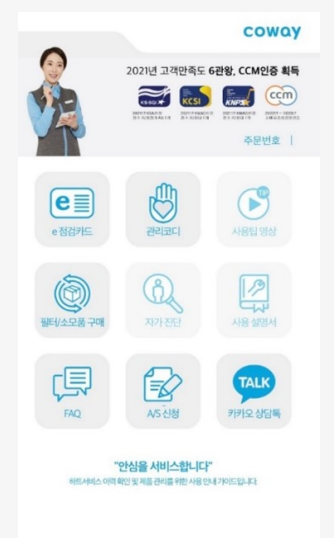 coway
2021년 고객만족도 6관왕, CCM인증 획득
KS-SQI KCSI KNPS ccm
주문번호 |
e
e 점검카드
관리코디
TIP
사용팁 영상
필터/소모품 구매
자가 진단
사용 설명서
FAQ
A/S 신청
TALK
카카오 상담톡
"안심을 서비스합니다"
하트서비스 이력 확인 및 제품 관리를 위한 사용 안내 가이드입니다.